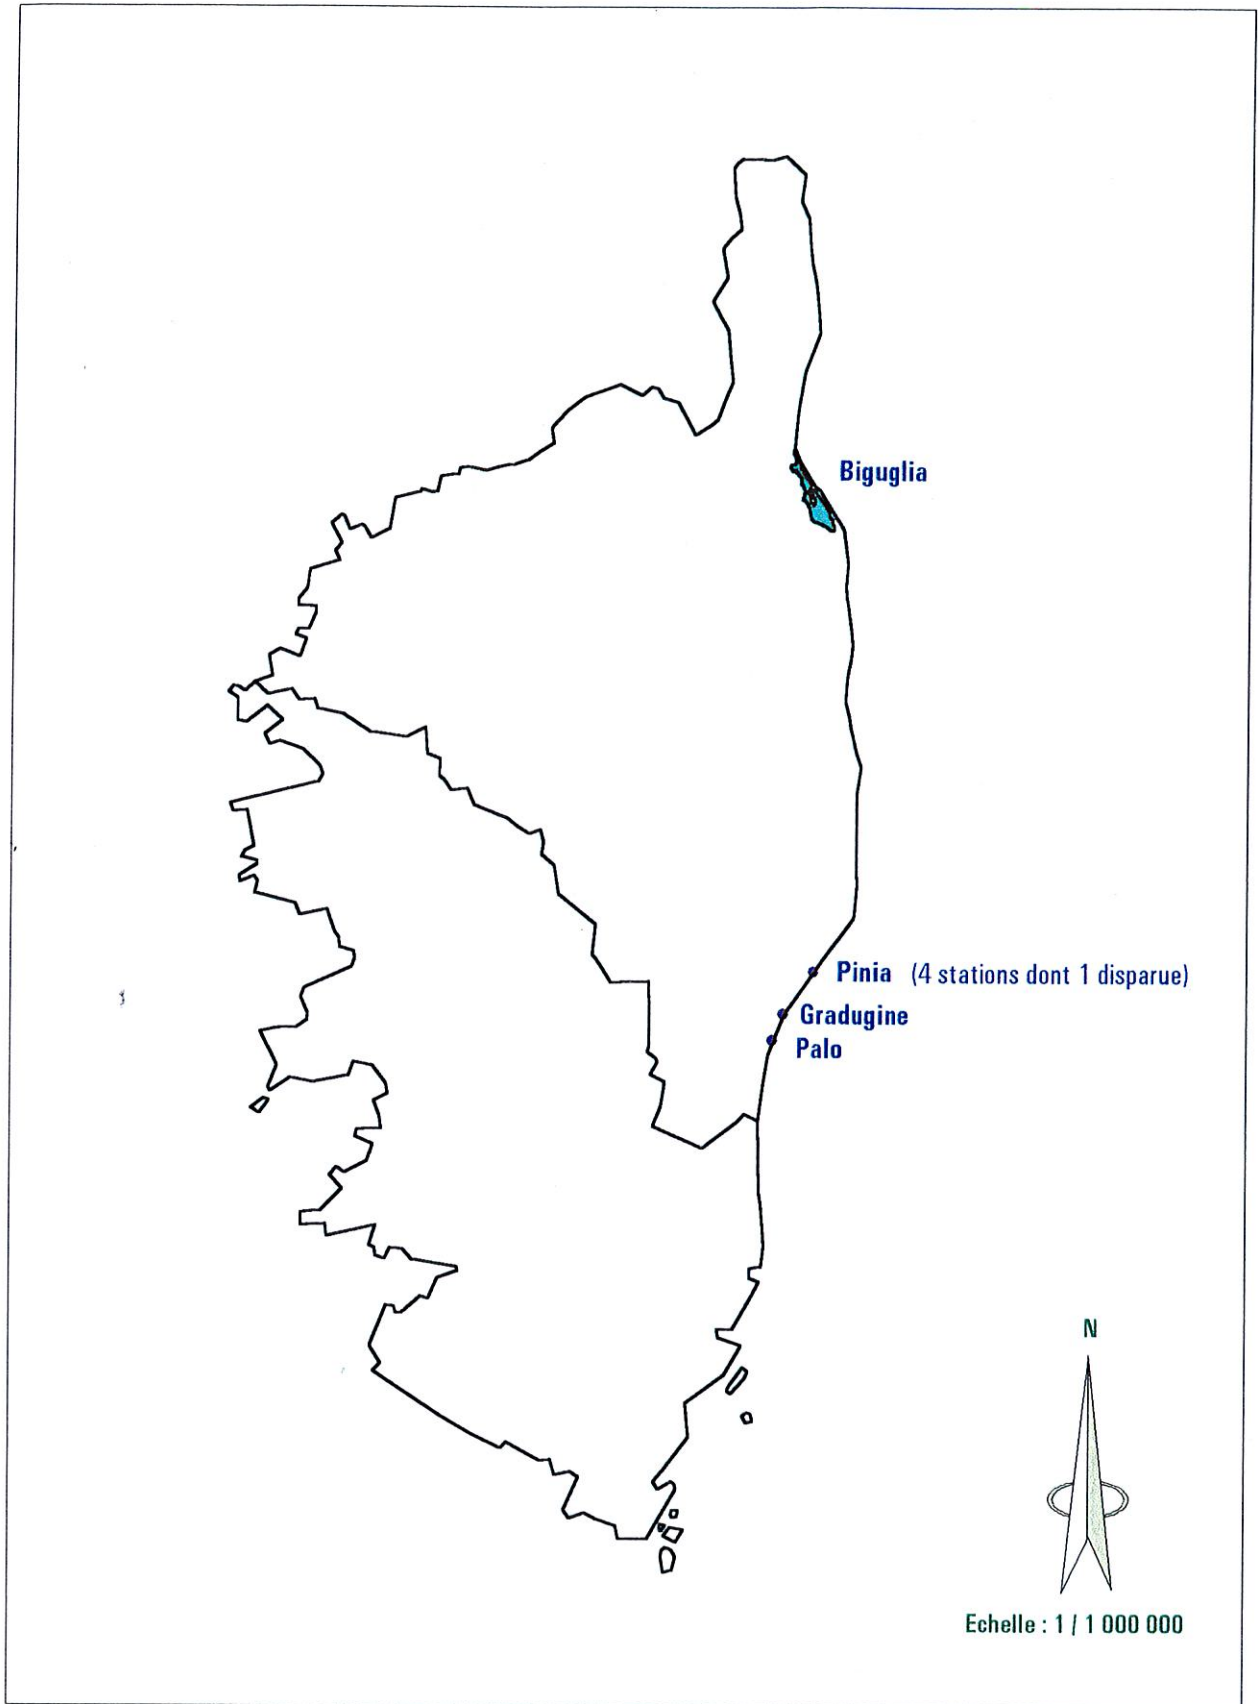 Biguglia
Pinia (4 stations dont 1 disparue)
Gradugine
Palo
N
Echelle : 1 / 1 000 000